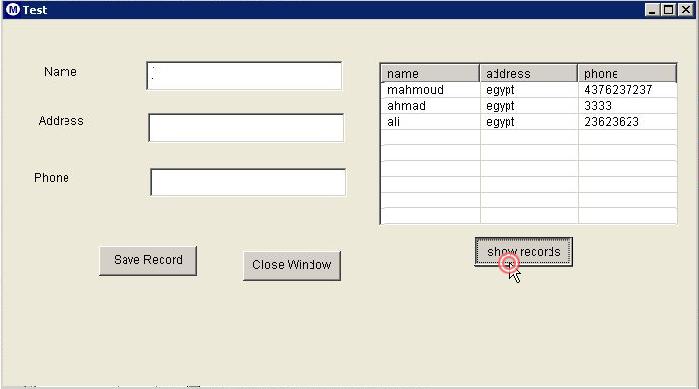 M Test
Name
Address
Phone
Save Record
Close Window
name address phone
mahmoud egypt 4376237237
ahmad egypt 3333
ali egypt 23623623
show records